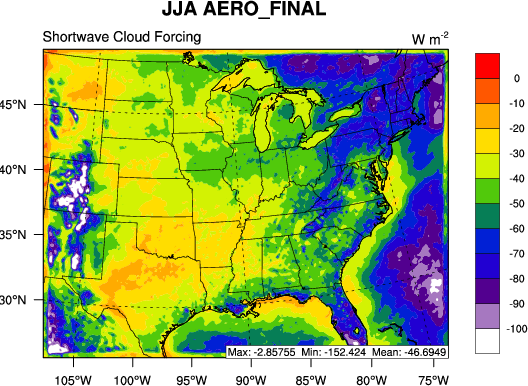 JJA AERO_FINAL
Shortwave Cloud Forcing
W m-2
45°N
40°N
35°N
30°N
105°W
100°W
95°W
90°W
85°W
80°W
75°W
Max: -2.85755 Min: -152.424 Mean: -46.6949
0
-10
-20
-30
-40
-50
-60
-70
-80
-90
-100